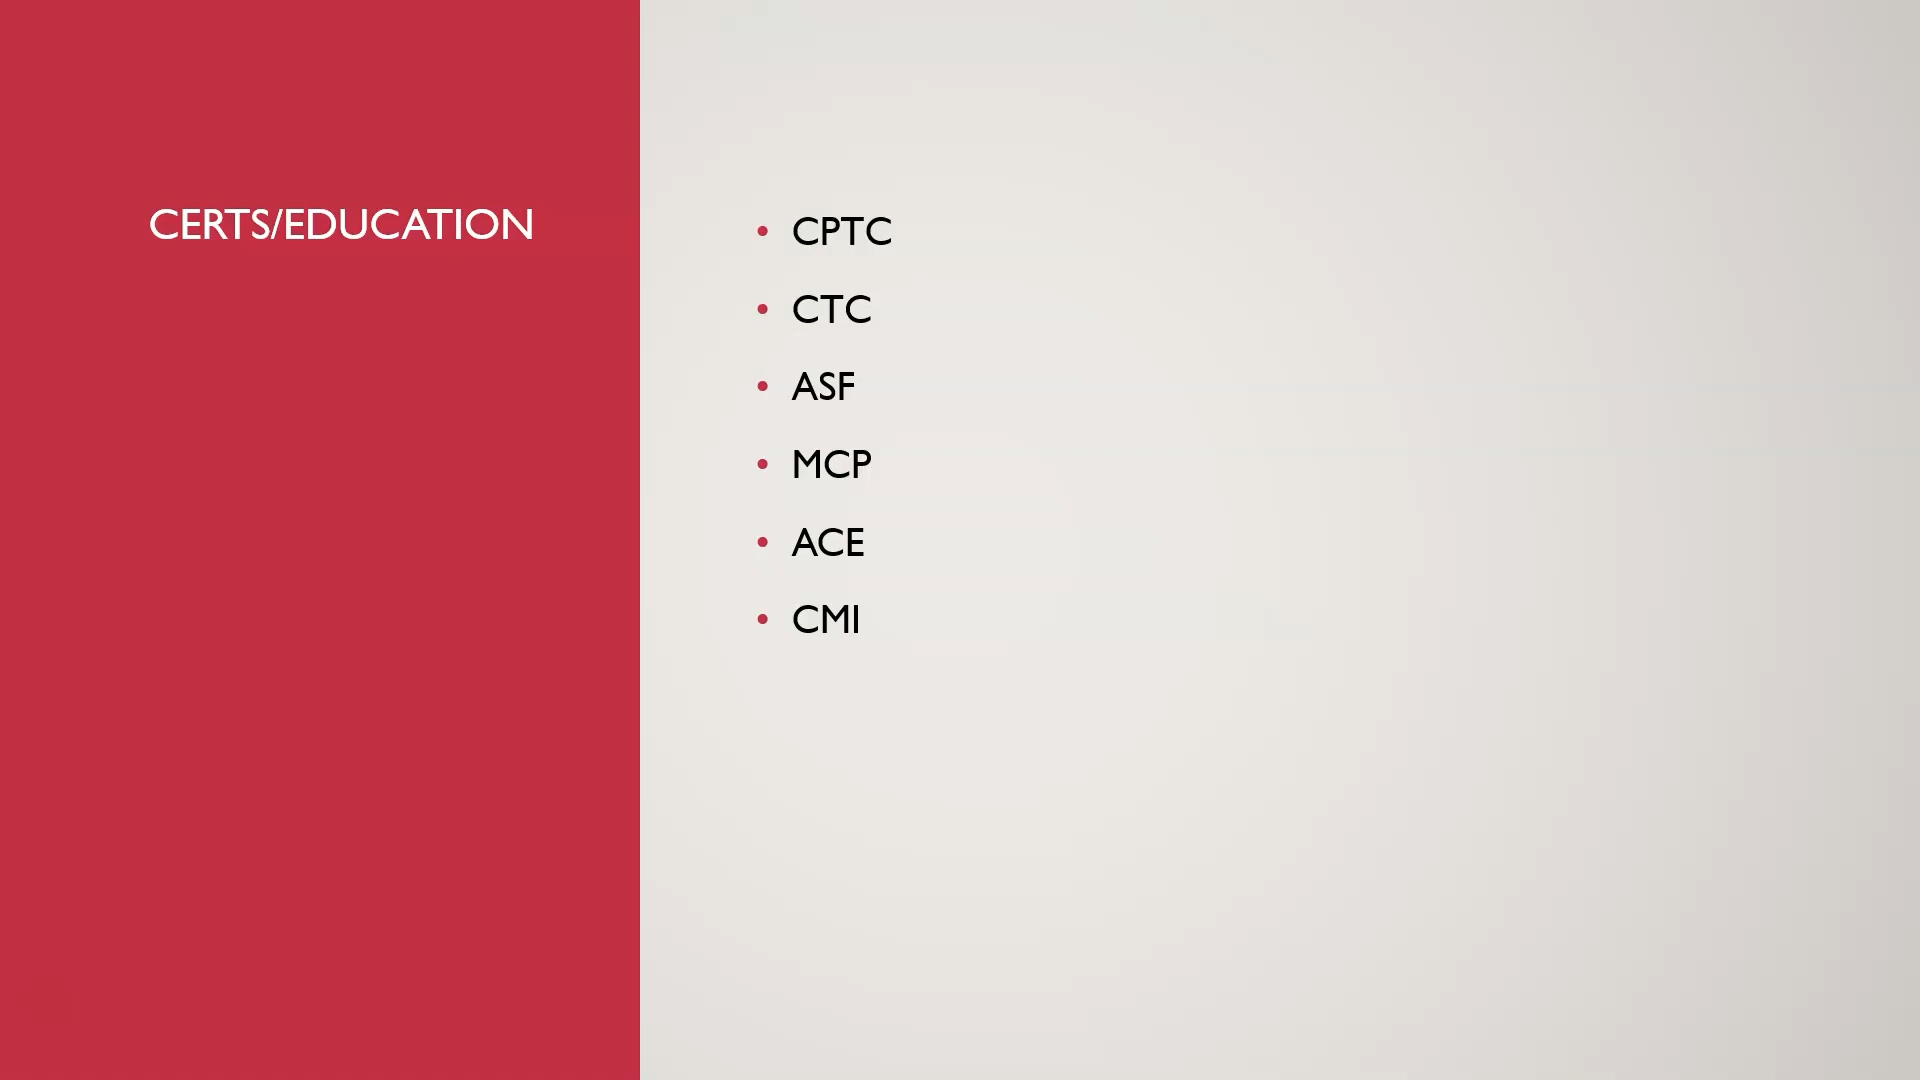 CERTS/EDUCATION
• CPTC
• CTC
• ASF
• MCP
• ACE
• CMI